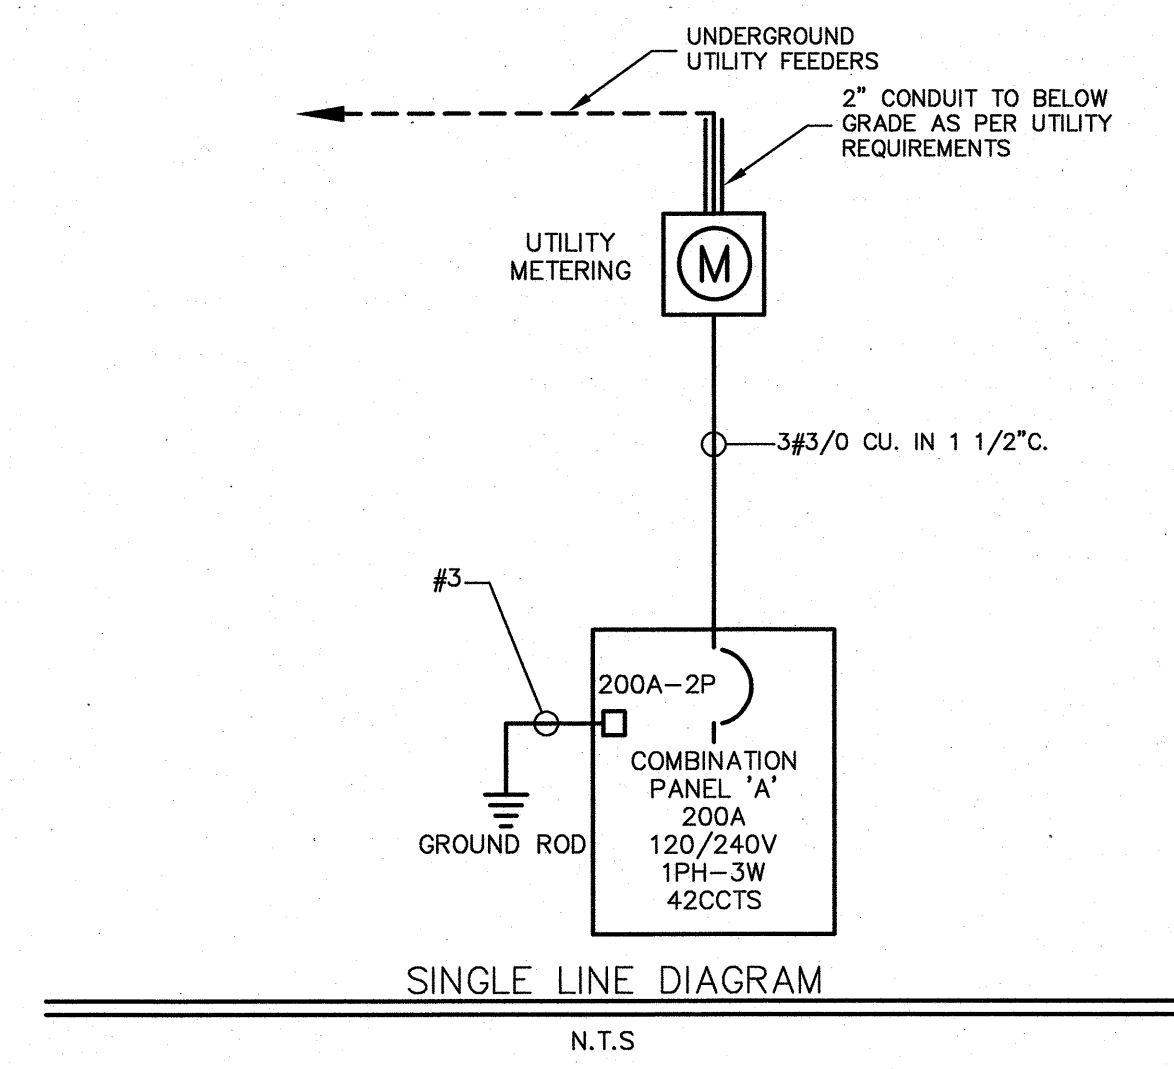 UNDERGROUND
UTILITY FEEDERS
2" CONDUIT TO BELOW
GRADE AS PER UTILITY
REQUIREMENTS
UTILITY
METERING
M
3#3/0 CU. IN 1 1/2"C.
#3
200A-2P
COMBINATION
PANEL 'A'
200A
120/240V
1PH-3W
42CCTS
GROUND ROD
SINGLE LINE DIAGRAM
N.T.S